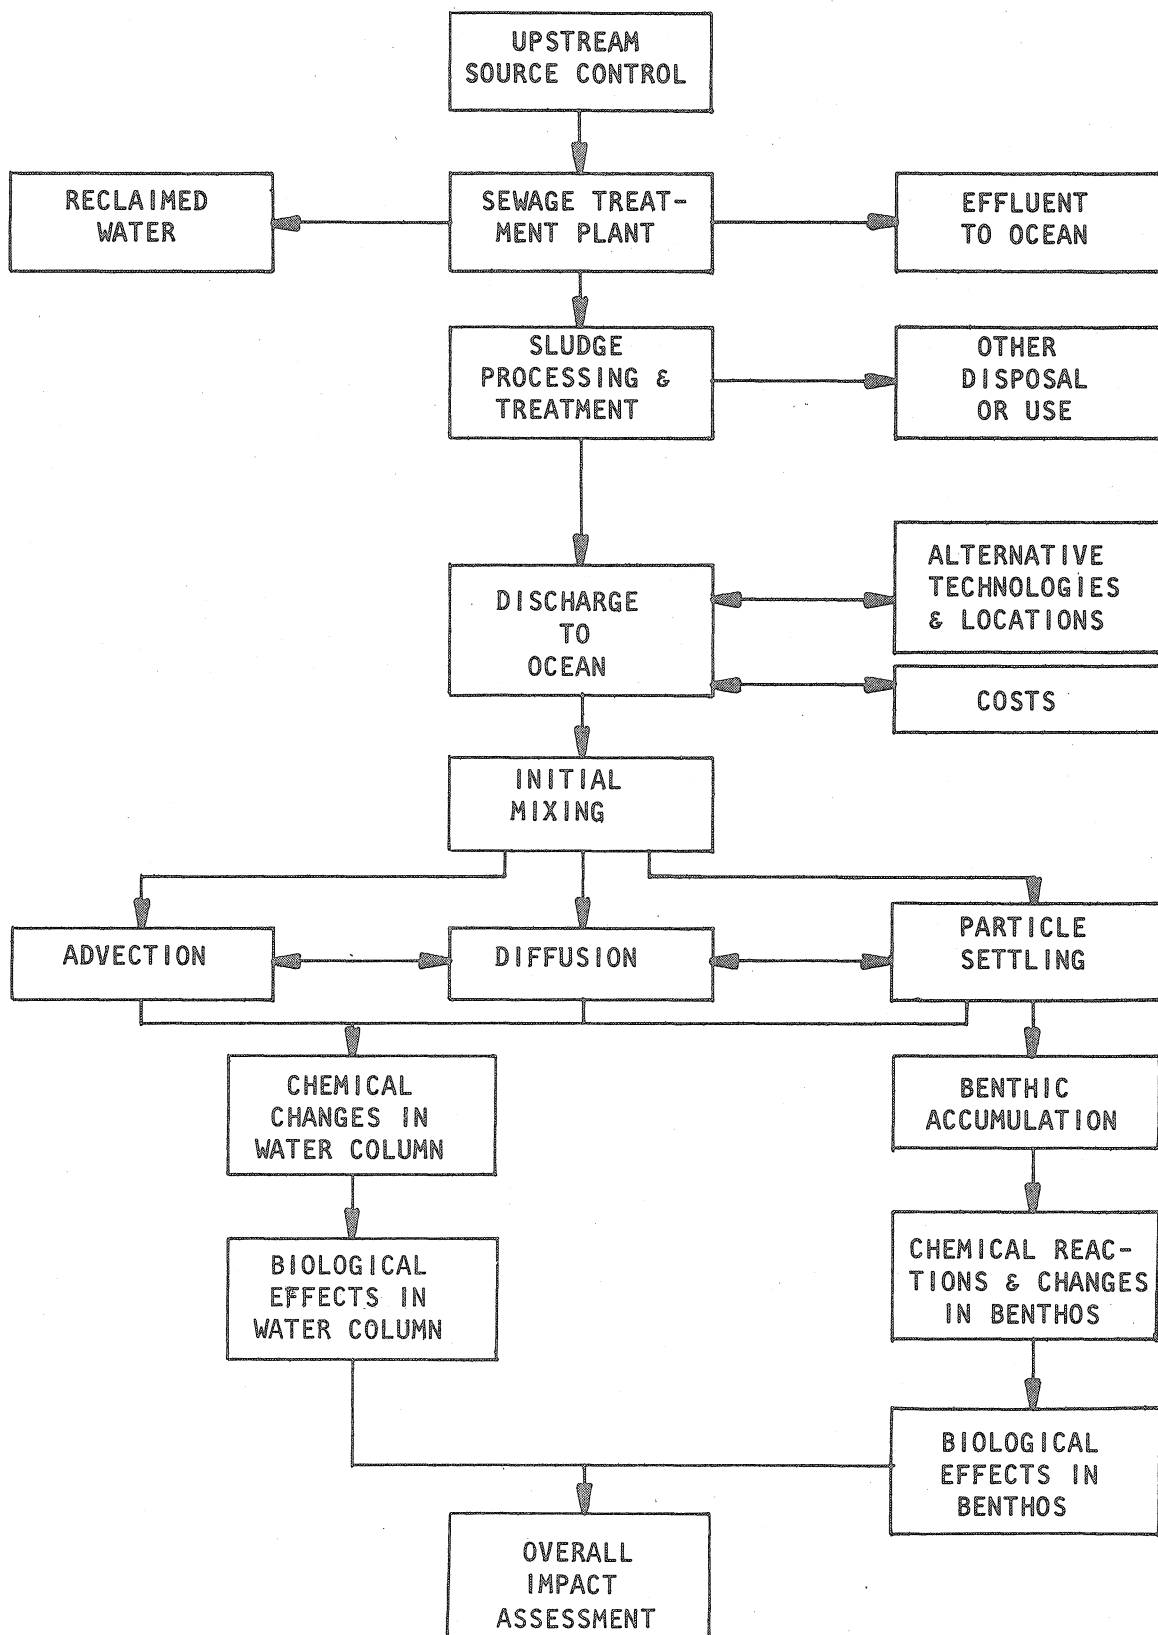 UPSTREAM
SOURCE CONTROL
RECLAIMED
WATER
SEWAGE TREAT-
MENT PLANT
EFFLUENT
TO OCEAN
SLUDGE
PROCESSING &
TREATMENT
OTHER
DISPOSAL
OR USE
DISCHARGE
TO
OCEAN
ALTERNATIVE
TECHNOLOGIES
& LOCATIONS
COSTS
INITIAL
MIXING
ADVECTION
DIFFUSION
PARTICLE
SETTLING
CHEMICAL
CHANGES IN
WATER COLUMN
BENTHIC
ACCUMULATION
BIOLOGICAL
EFFECTS IN
WATER COLUMN
CHEMICAL REAC-
TIONS & CHANGES
IN BENTHOS
BIOLOGICAL
EFFECTS IN
BENTHOS
OVERALL
IMPACT
ASSESSMENT